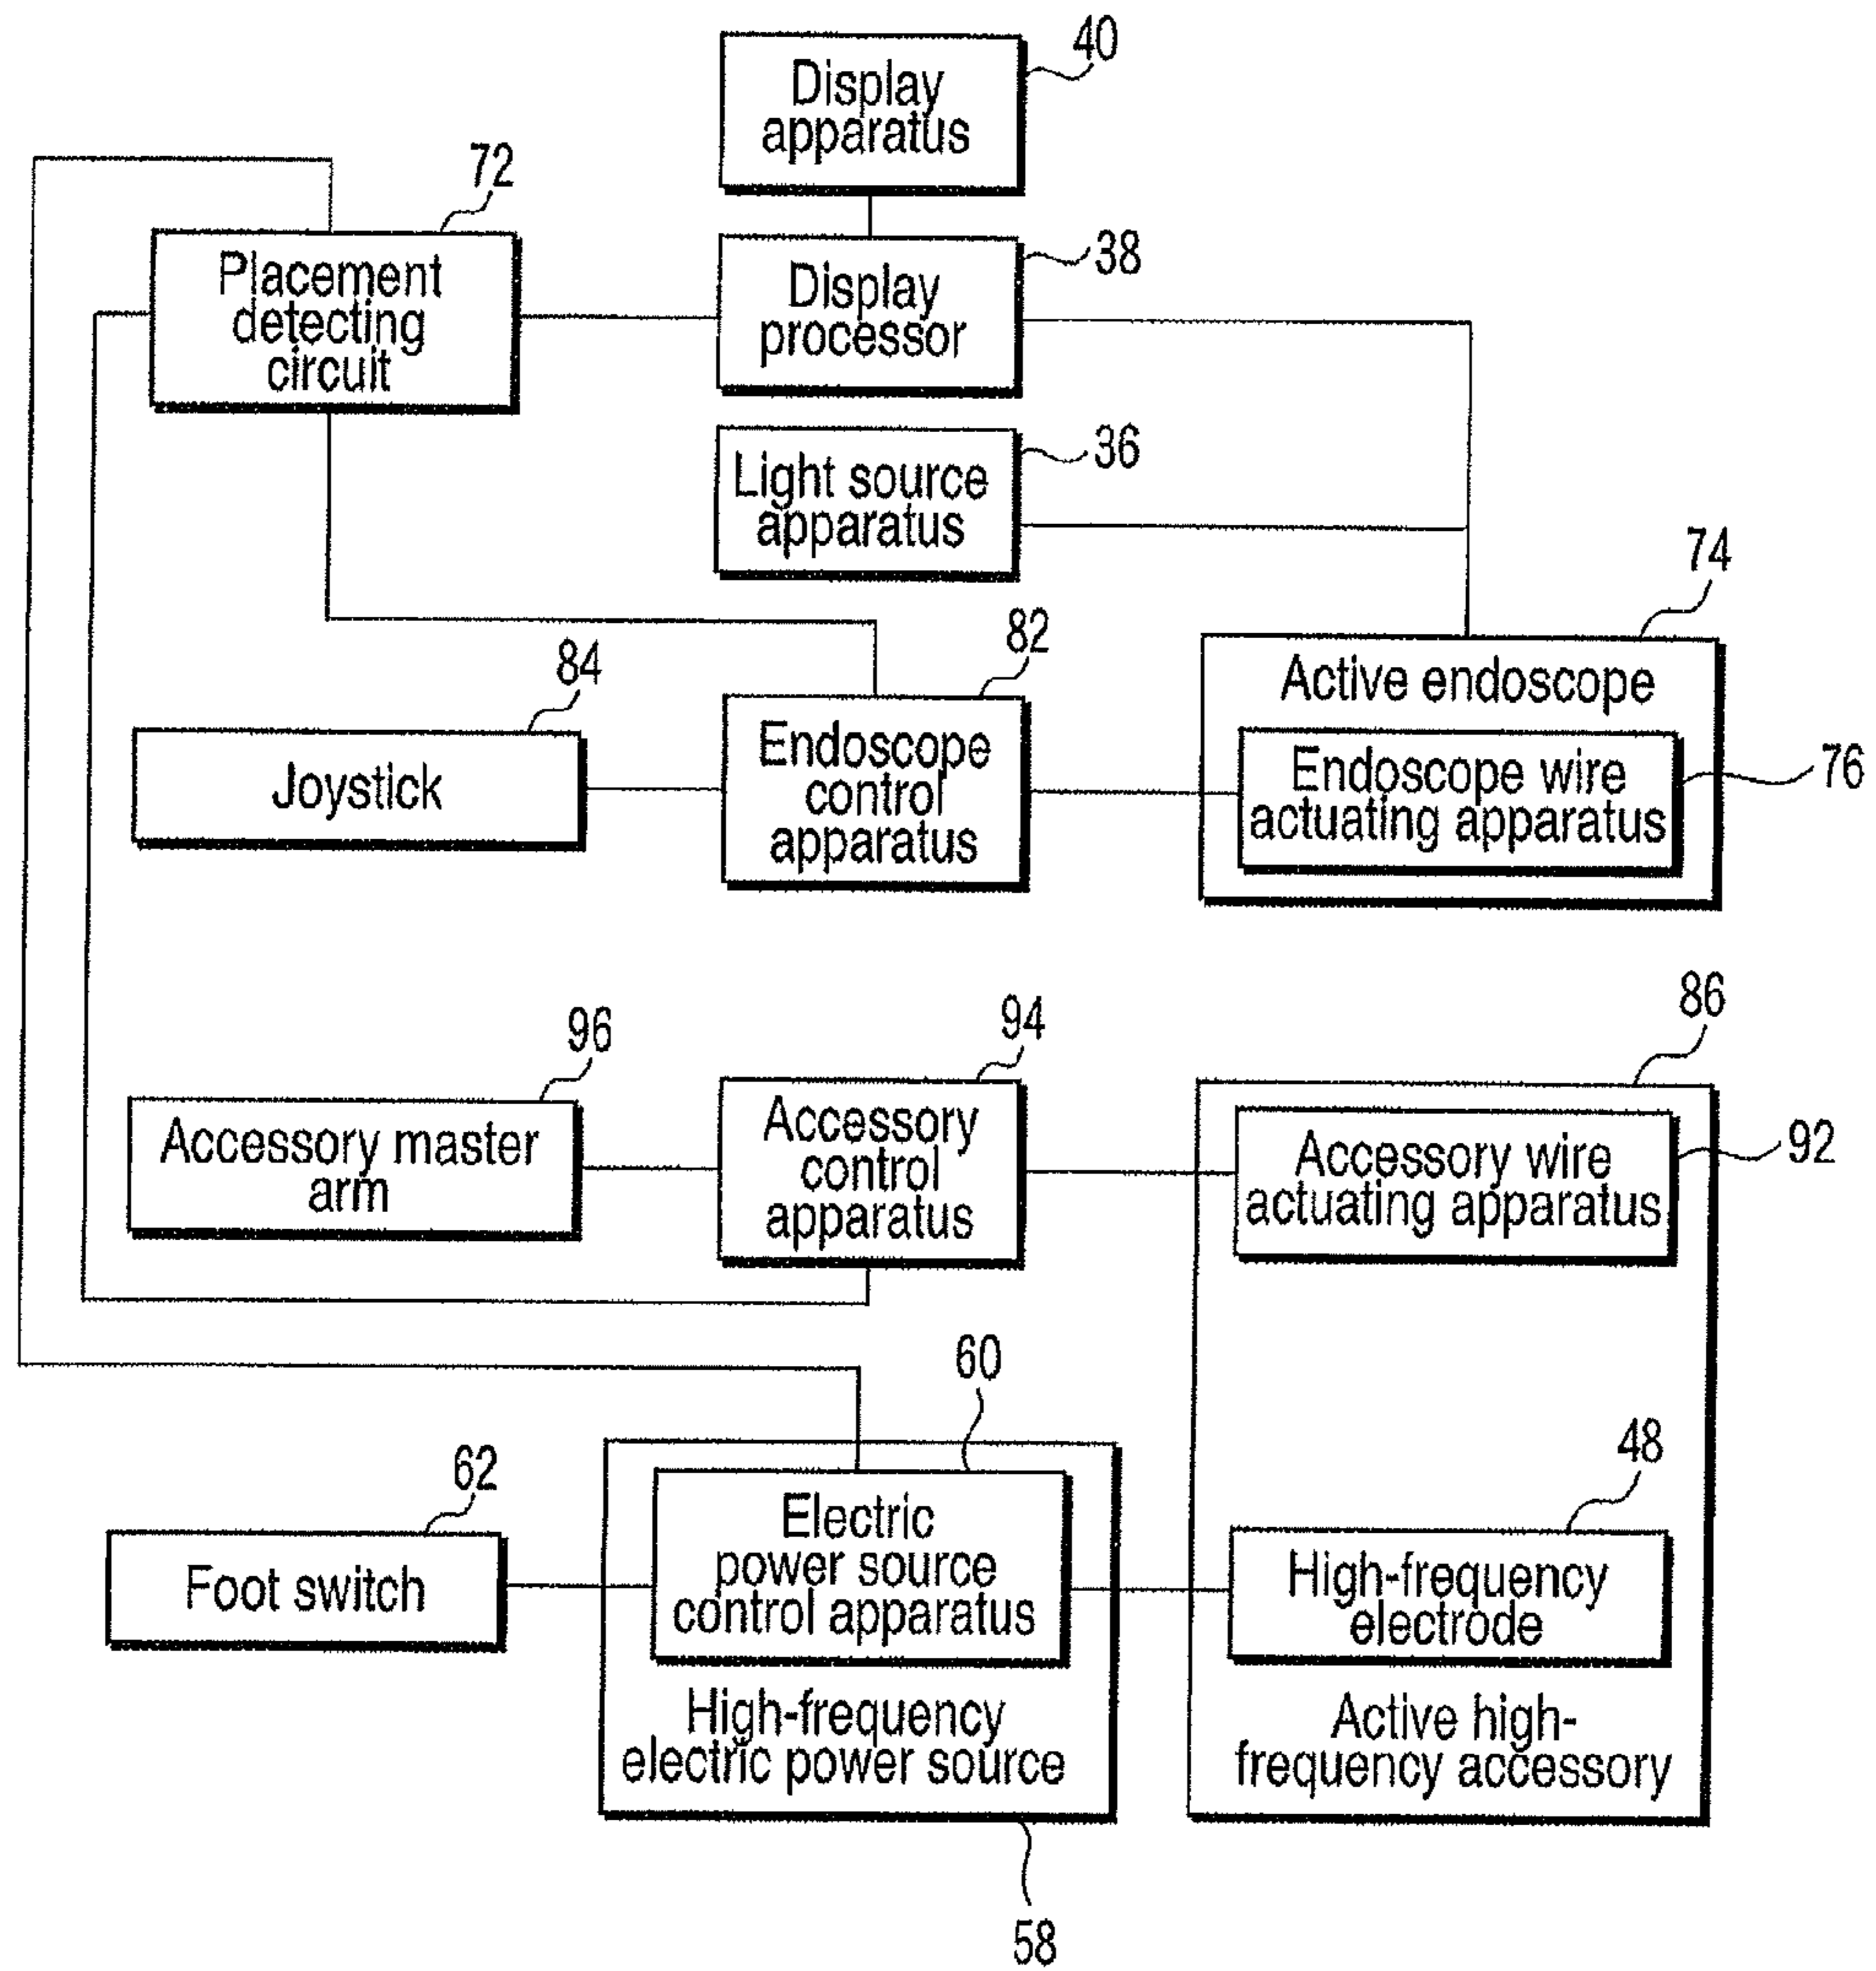 40
Display
apparatus
72
Placement
detecting
circuit
38
Display
processor
36
Light source
apparatus
74
Active endoscope
84
Joystick
82
Endoscope
control
apparatus
76
Endoscope wire
actuating apparatus
96
Accessory master
arm
94
Accessory
control
apparatus
86
92
Accessory wire
actuating apparatus
60
62
Foot switch
Electric
power source
control apparatus
48
High-frequency
electrode
High-frequency
electric power source
Active high-
frequency accessory
58